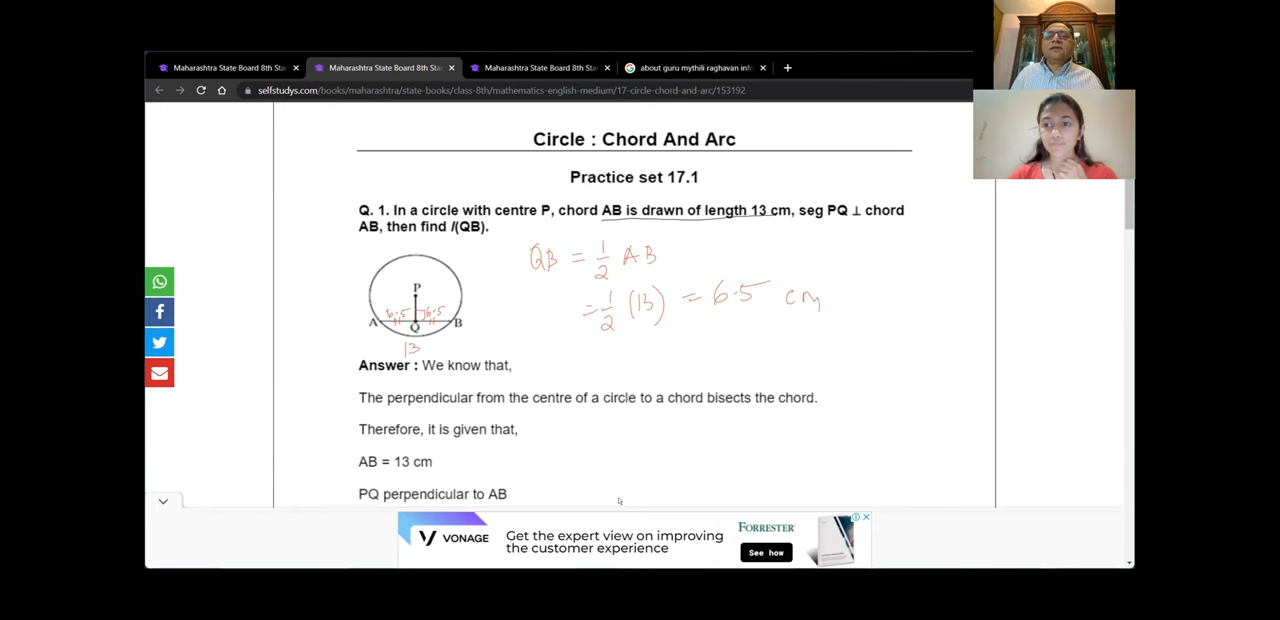 Maharashtra State Board 8th Sta
Maharashtra State Board 8th Sta
Maharashtra State Board 8th Sta
about guru mythili raghavan info
selfstudys.com/books/maharashtra/state-books/class-8th/mathematics-english-medium/17-circle-chord-and-arc/153192
Circle : Chord And Arc
Practice set 17.1
Q. 1. In a circle with centre P, chord AB is drawn of length 13 cm, seg PQ ⊥ chord
AB, then find l(QB).
QB = 1/2 AB
= 1/2 (13) = 6.5 cm
P
6.5 6.5
A Q B
13
Answer : We know that,
The perpendicular from the centre of a circle to a chord bisects the chord.
Therefore, it is given that,
AB = 13 cm
PQ perpendicular to AB
VONAGE
Get the expert view on improving
the customer experience
FORRESTER
See how